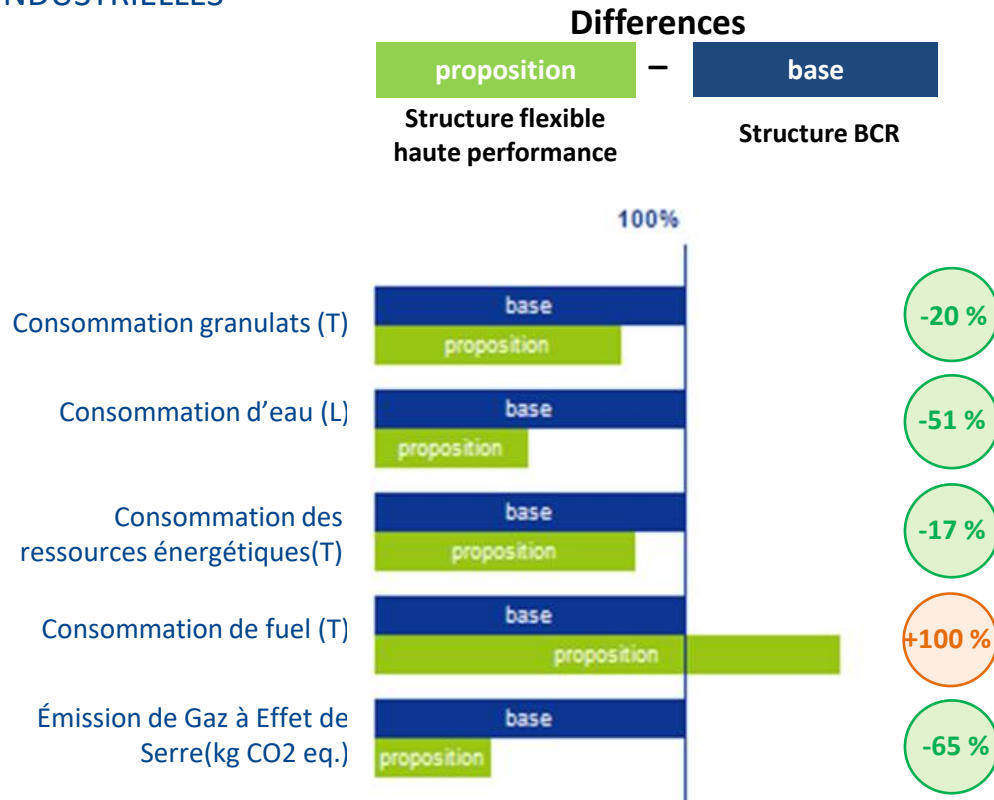 NDUSTRIELLES
Differences
proposition – base
Structure flexible
haute performance
Structure BCR
100%
Consommation granulats (T)
base
proposition
-20 %
Consommation d’eau (L)
base
proposition
-51 %
Consommation des
ressources énergétiques(T)
base
proposition
-17 %
Consommation de fuel (T)
base
proposition
+100 %
Émission de Gaz à Effet de
Serre(kg CO2 eq.)
base
proposition
-65 %